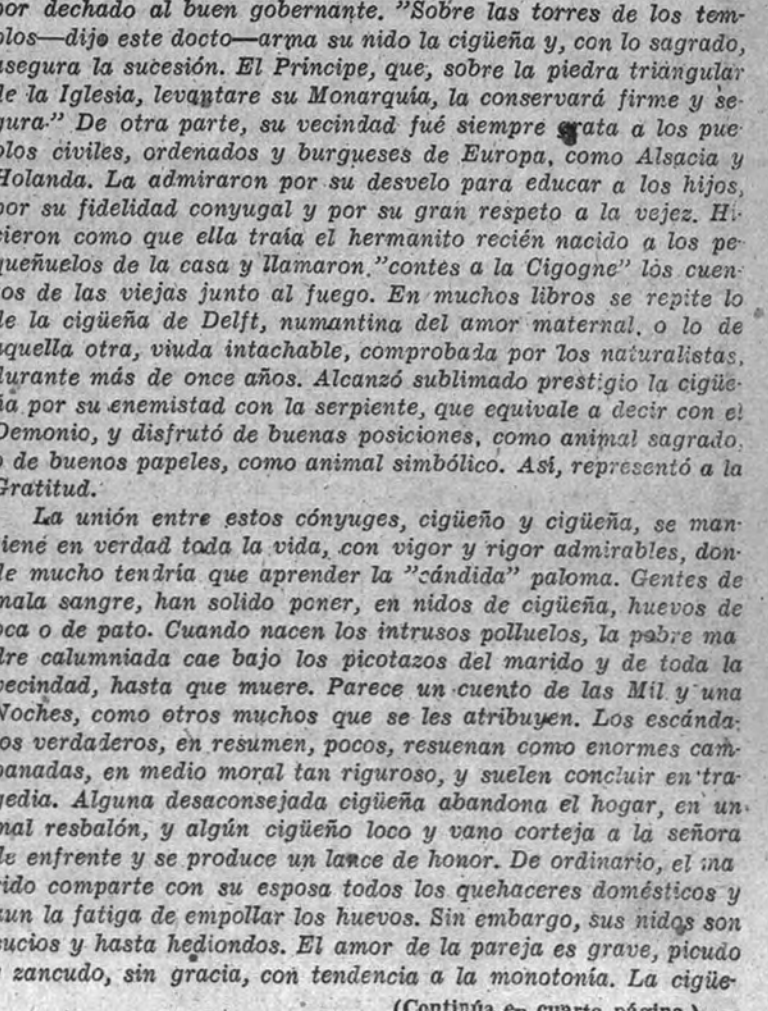 por dechado al buen gobernante. "Sobre las torres de los tem-
plos—dijo este docto—arma su nido la cigüeña y, con lo sagrado,
asegura la sucesión. El Principe, que, sobre la piedra triangular
de la Iglesia, levantare su Monarquía, la conservará firme y se-
gura." De otra parte, su vecindad fué siempre grata a los pue-
blos civiles, ordenados y burgueses de Europa, como Alsacia y
Holanda. La admiraron por su desvelo para educar a los hijos,
por su fidelidad conyugal y por su gran respeto a la vejez. Hi-
cieron como que ella traía el hermanito recién nacido a los pe-
queñuelos de la casa y llamaron "contes a la Cigogne" los cuen-
tos de las viejas junto al fuego. En muchos libros se repite lo
de la cigüeña de Delft, numantina del amor maternal, o lo de
aquella otra, viuda intachable, comprobada por los naturalistas,
durante más de once años. Alcanzó sublimado prestigio la cigüe-
ña por su enemistad con la serpiente, que equivale a decir con el
Demonio, y disfrutó de buenas posiciones, como animal sagrado,
o de buenos papeles, como animal simbólico. Así, representó a la
Gratitud.
La unión entre estos cónyuges, cigüeño y cigüeña, se man-
tiene en verdad toda la vida, con vigor y rigor admirables, don-
de mucho tendría que aprender la "cándida" paloma. Gentes de
mala sangre, han solido poner, en nidos de cigüeña, huevos de
oca o de pato. Cuando nacen los intrusos polluelos, la pobre ma
dre calumniada cae bajo los picotazos del marido y de toda la
vecindad, hasta que muere. Parece un cuento de las Mil y una
Noches, como otros muchos que se les atribuyen. Los escánda-
los verdaderos, en resumen, pocos, resuenan como enormes cam-
panadas, en medio moral tan riguroso, y suelen concluir en tra-
gedia. Alguna desaconsejada cigüeña abandona el hogar, en un
mal resbalón, y algún cigüeño loco y vano corteja a la señora
de enfrente y se produce un lance de honor. De ordinario, el ma
rido comparte con su esposa todos los quehaceres domésticos y
aun la fatiga de empollar los huevos. Sin embargo, sus nidos son
sucios y hasta hediondos. El amor de la pareja es grave, picudo
y zancudo, sin gracia, con tendencia a la monotonía. La cigüe-
(Continúa en cuarta página.)